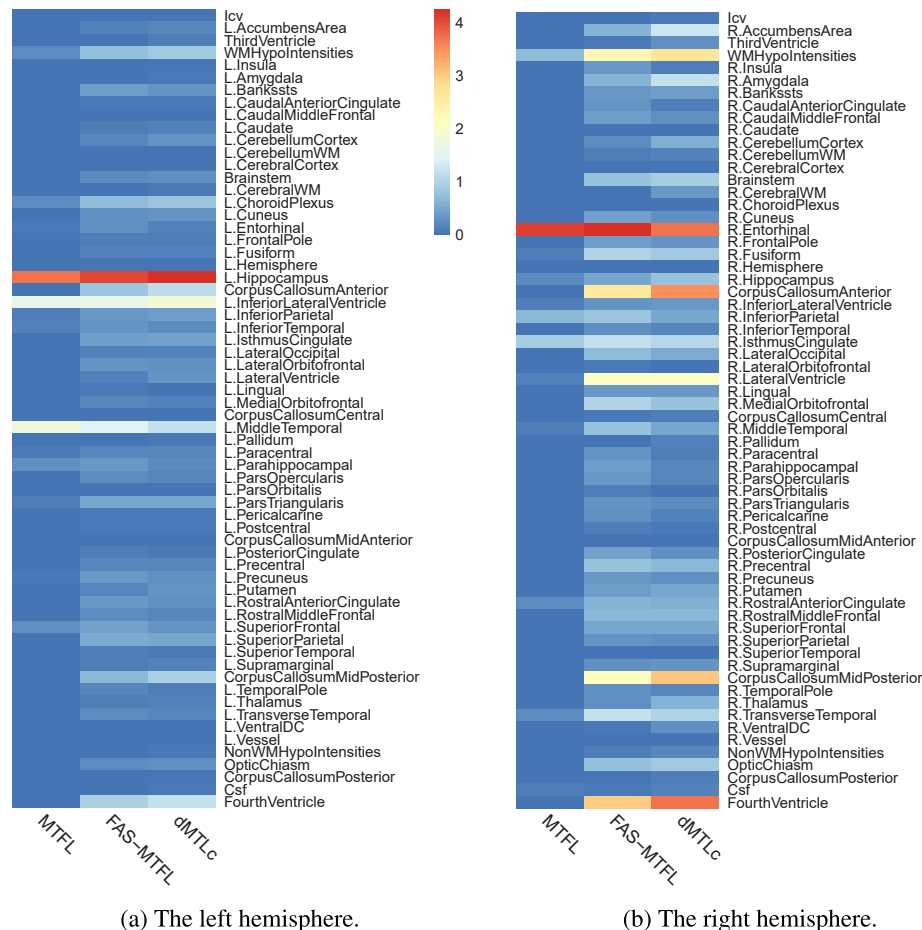 Icv
L.AccumbensArea
ThirdVentricle
WMHypoIntensities
L.Insula
L.Amygdala
L.Bankssts
L.CaudalAnteriorCingulate
L.CaudalMiddleFrontal
L.Caudate
L.CerebellumCortex
L.CerebellumWM
L.CerebralCortex
Brainstem
L.CerebralWM
L.ChoroidPlexus
L.Cuneus
L.Entorhinal
L.FrontalPole
L.Fusiform
L.Hemisphere
L.Hippocampus
CorpusCallosumAnterior
L.InferiorLateralVentricle
L.InferiorParietal
L.InferiorTemporal
L.IsthmusCingulate
L.LateralOccipital
L.LateralOrbitofrontal
L.LateralVentricle
L.Lingual
L.MedialOrbitofrontal
CorpusCallosumCentral
L.MiddleTemporal
L.Pallidum
L.Paracentral
L.Parahippocampal
L.ParsOpercularis
L.ParsOrbitalis
L.ParsTriangularis
L.Pericalcarine
L.Postcentral
CorpusCallosumMidAnterior
L.PosteriorCingulate
L.Precentral
L.Precuneus
L.Putamen
L.RostralAnteriorCingulate
L.RostralMiddleFrontal
L.SuperiorFrontal
L.SuperiorParietal
L.SuperiorTemporal
L.Supramarginal
CorpusCallosumMidPosterior
L.TemporalPole
L.Thalamus
L.TransverseTemporal
L.VentralDC
L.Vessel
NonWMHypoIntensities
OpticChiasm
CorpusCallosumPosterior
Csf
FourthVentricle
MTFL
FAS-MTFL
dMTLc
(a) The left hemisphere.
4
3
2
1
0
Icv
R.AccumbensArea
ThirdVentricle
WMHypoIntensities
R.Insula
R.Amygdala
R.Bankssts
R.CaudalAnteriorCingulate
R.CaudalMiddleFrontal
R.Caudate
R.CerebellumCortex
R.CerebellumWM
R.CerebralCortex
Brainstem
R.CerebralWM
R.ChoroidPlexus
R.Cuneus
R.Entorhinal
R.FrontalPole
R.Fusiform
R.Hemisphere
R.Hippocampus
CorpusCallosumAnterior
R.InferiorLateralVentricle
R.InferiorParietal
R.InferiorTemporal
R.IsthmusCingulate
R.LateralOccipital
R.LateralOrbitofrontal
R.LateralVentricle
R.Lingual
R.MedialOrbitofrontal
CorpusCallosumCentral
R.MiddleTemporal
R.Pallidum
R.Paracentral
R.Parahippocampal
R.ParsOpercularis
R.ParsOrbitalis
R.ParsTriangularis
R.Pericalcarine
R.Postcentral
CorpusCallosumMidAnterior
R.PosteriorCingulate
R.Precentral
R.Precuneus
R.Putamen
R.RostralAnteriorCingulate
R.RostralMiddleFrontal
R.SuperiorFrontal
R.SuperiorParietal
R.SuperiorTemporal
R.Supramarginal
CorpusCallosumMidPosterior
R.TemporalPole
R.Thalamus
R.TransverseTemporal
R.VentralDC
R.Vessel
NonWMHypoIntensities
OpticChiasm
CorpusCallosumPosterior
Csf
FourthVentricle
MTFL
FAS-MTFL
dMTLc
(b) The right hemisphere.